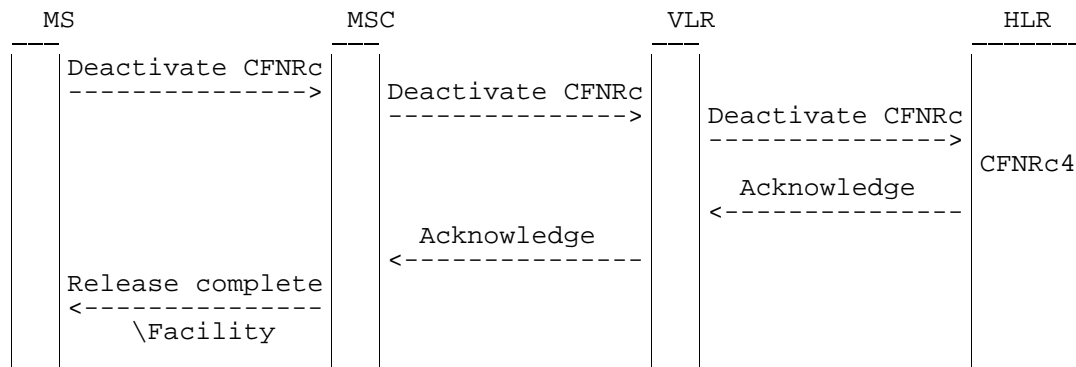 MS MSC VLR HLR
Deactivate CFNRc
Deactivate CFNRc
Deactivate CFNRc
CFNRc4
Acknowledge
Acknowledge
Release complete
\Facility